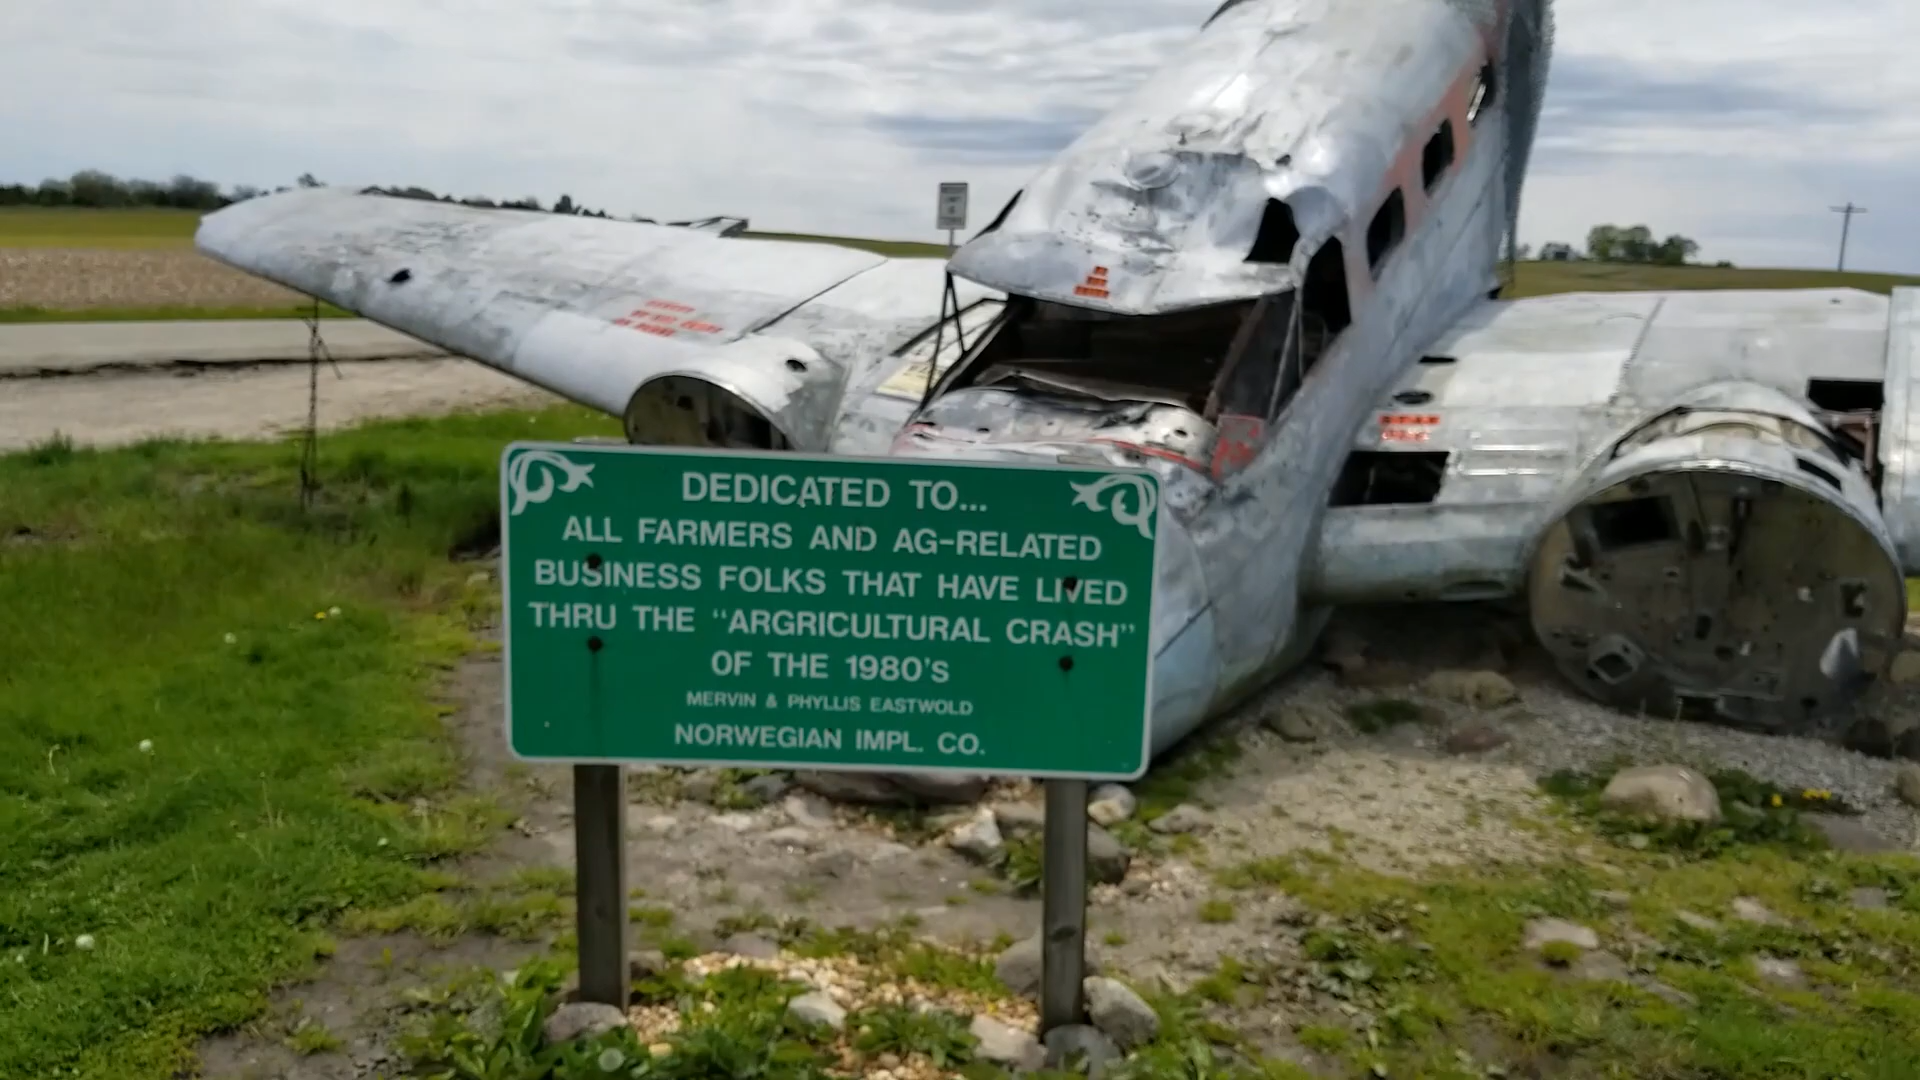 DEDICATED TO...
ALL FARMERS AND AG-RELATED
BUSINESS FOLKS THAT HAVE LIVED
THRU THE "ARGRICULTURAL CRASH"
OF THE 1980'S
MERVIN & PHYLLIS EASTWOLD
NORWEGIAN IMPL. CO.